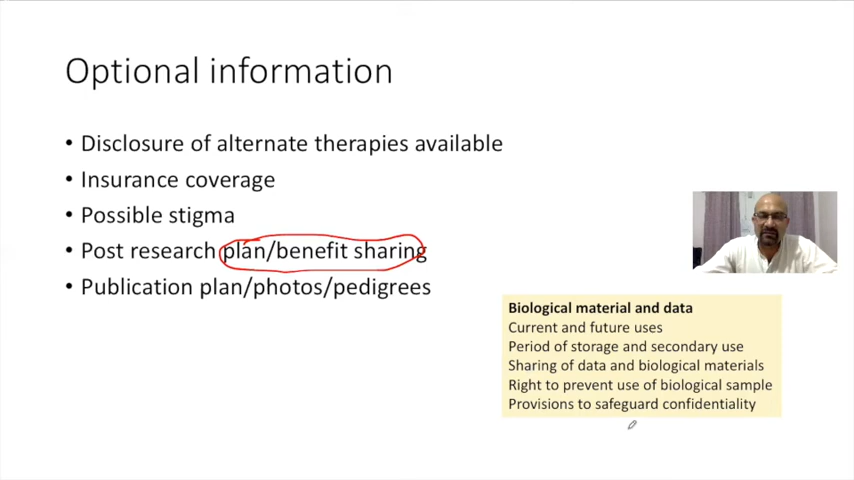 Optional information
• Disclosure of alternate therapies available
• Insurance coverage
• Possible stigma
• Post research plan/benefit sharing
• Publication plan/photos/pedigrees
Biological material and data
Current and future uses
Period of storage and secondary use
Sharing of data and biological materials
Right to prevent use of biological sample
Provisions to safeguard confidentiality